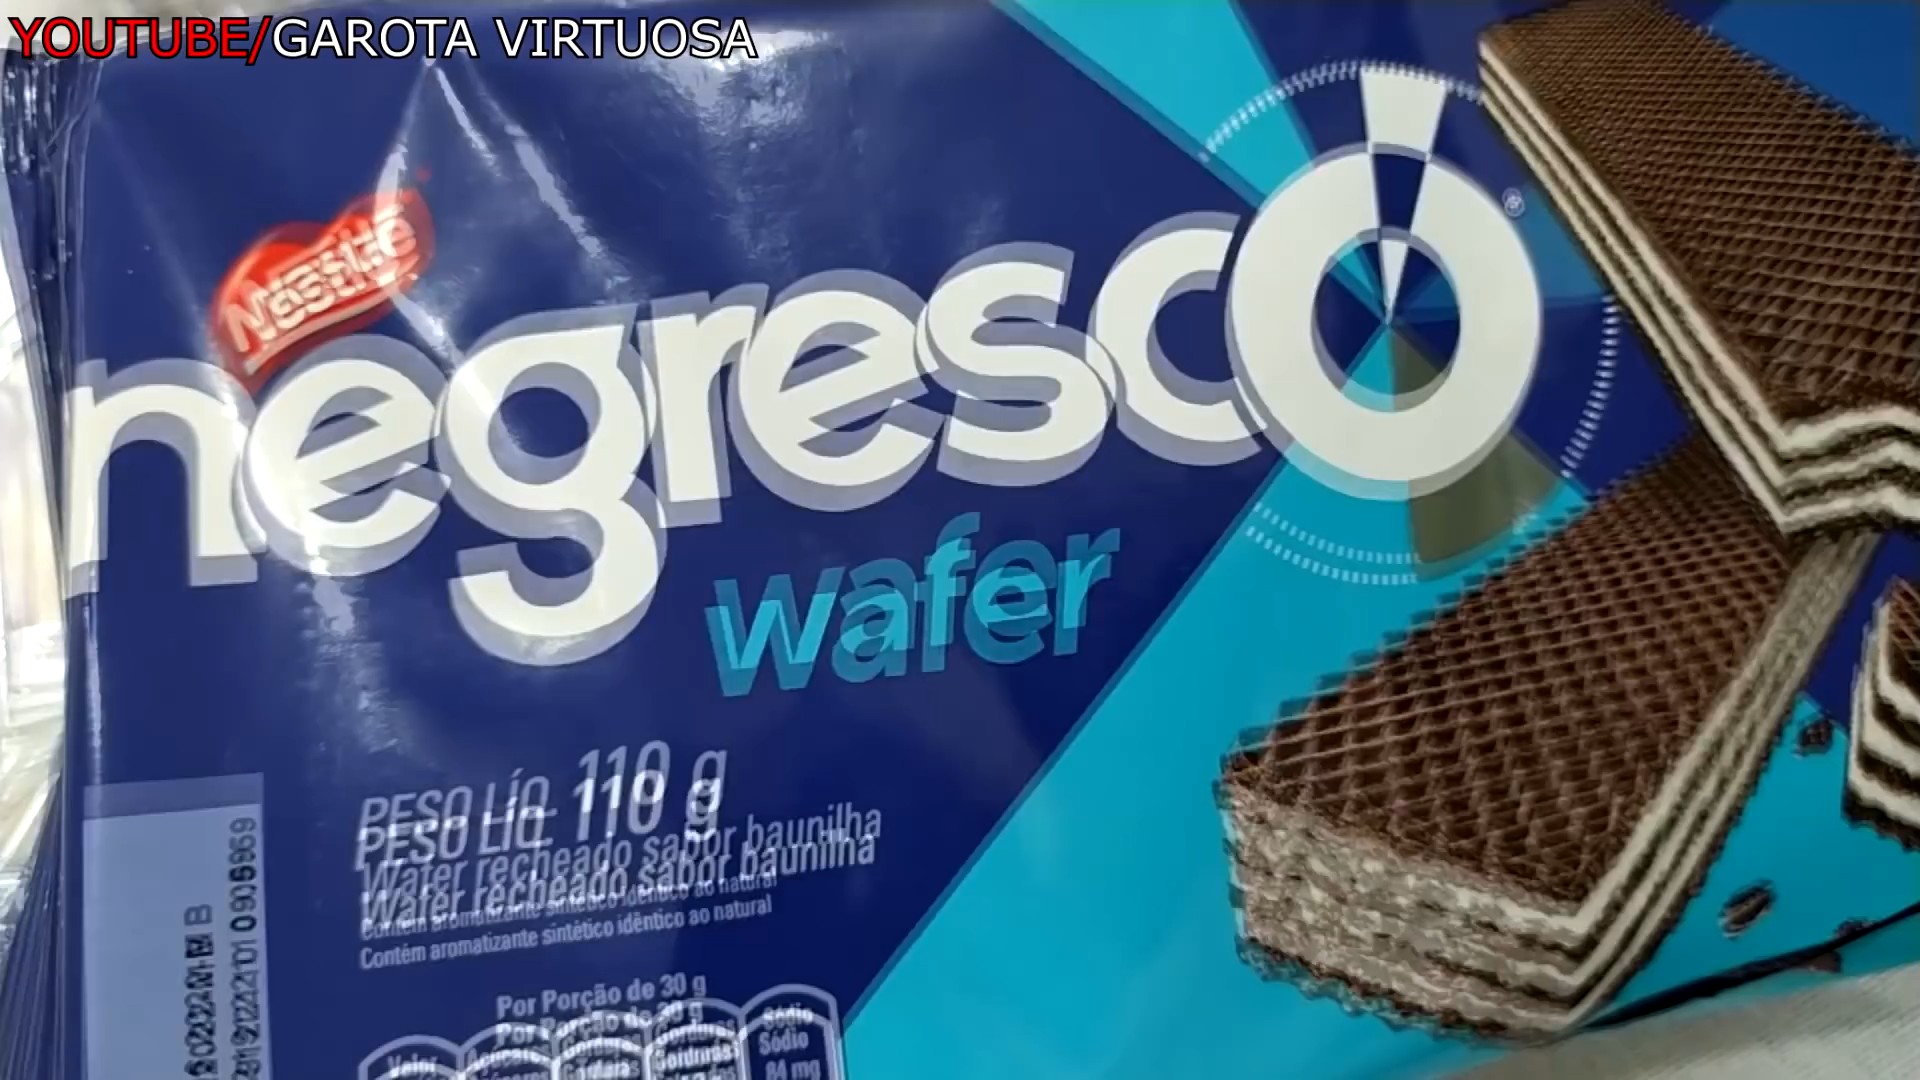 YOUTUBE/GAROTA VIRTUOSA
Nestlé
negresco
wafer
PESO LÍQ. 110 g
Wafer recheado sabor baunilha
Contém aromatizante sintético idêntico ao natural
Por Porção de 30 g
Valor
Sódio
84 mg